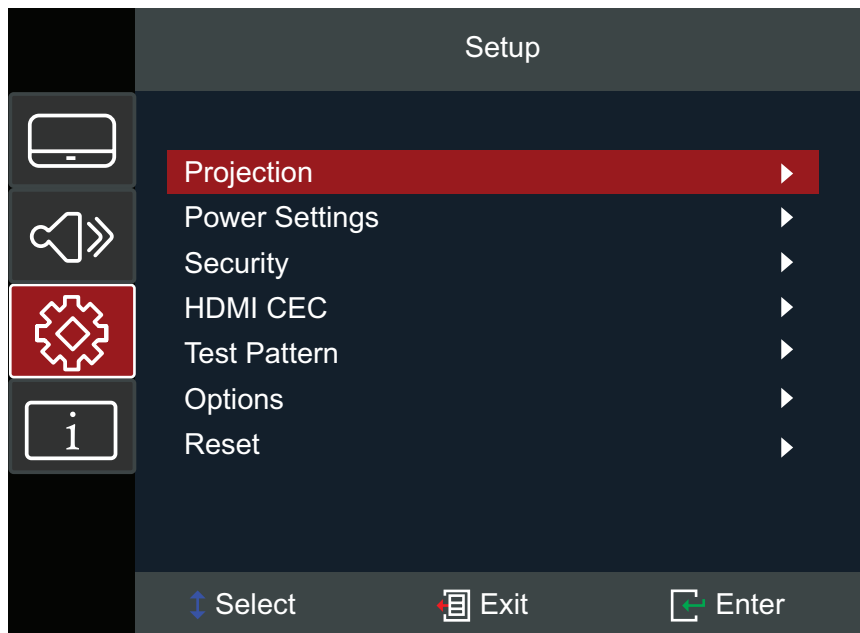 Setup
Projection
Power Settings
Security
HDMI CEC
Test Pattern
Options
Reset
i
Select Exit Enter